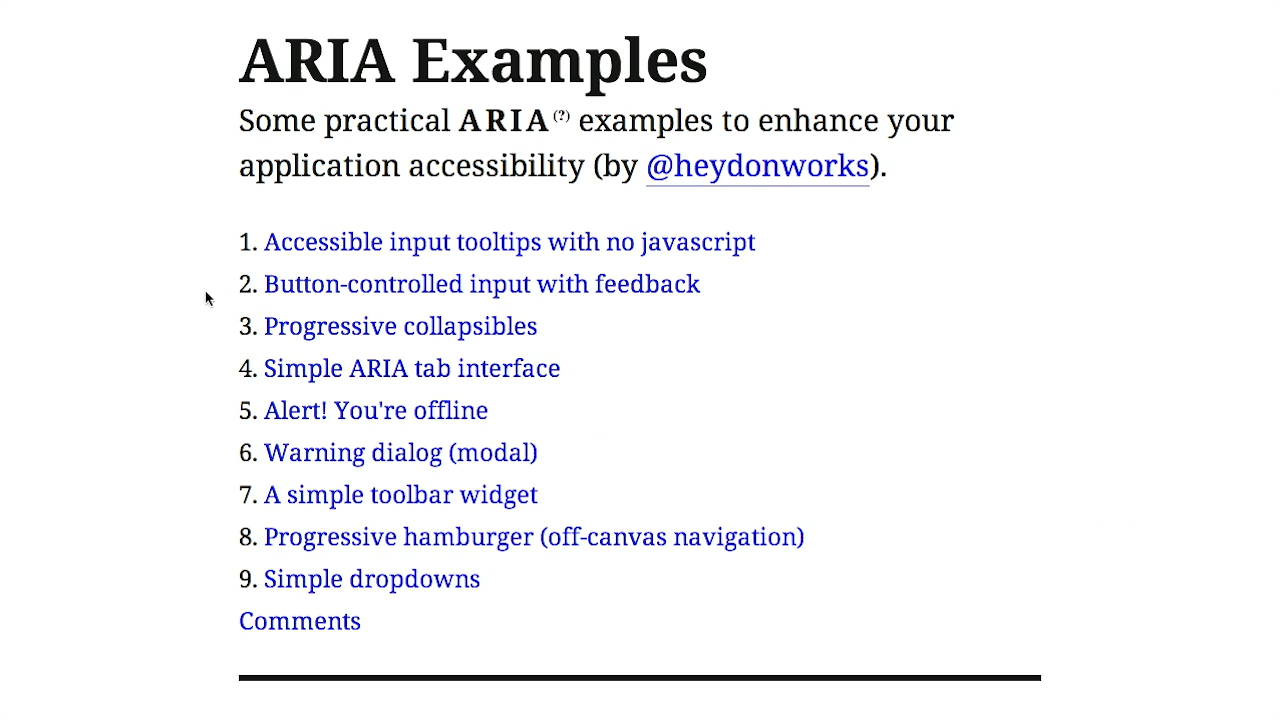 ARIA Examples
Some practical ARIA(?) examples to enhance your
application accessibility (by @heydonworks).
1. Accessible input tooltips with no javascript
2. Button-controlled input with feedback
3. Progressive collapsibles
4. Simple ARIA tab interface
5. Alert! You're offline
6. Warning dialog (modal)
7. A simple toolbar widget
8. Progressive hamburger (off-canvas navigation)
9. Simple dropdowns
Comments